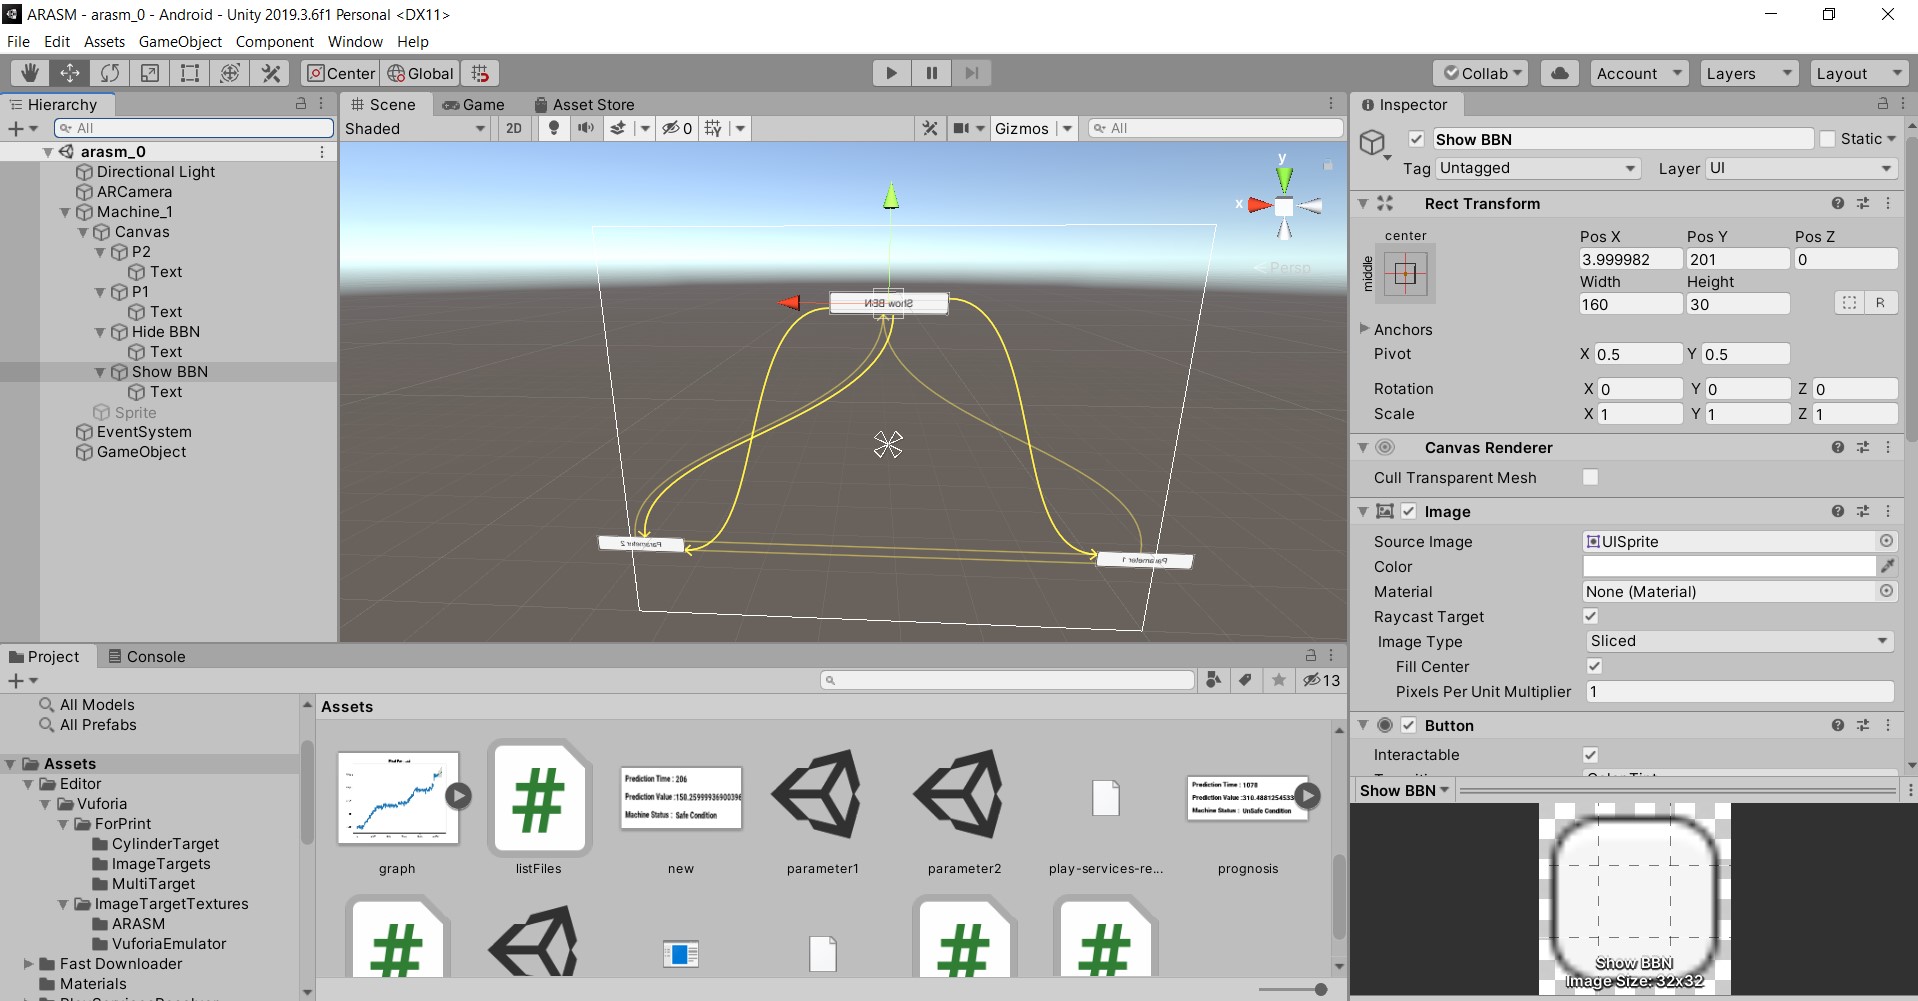 ARASM - arasm_0 - Android - Unity 2019.3.6f1 Personal <DX11>
File Edit Assets GameObject Component Window Help
Center Global Collab Account Layers Layout
Hierarchy
All
arasm_0
Directional Light
ARCamera
Machine_1
Canvas
P2
Text
P1
Text
Hide BBN
Text
Show BBN
Text
Sprite
EventSystem
GameObject
Scene Game Asset Store
Shaded 2D 0 Gizmos All
y
x
Persp
Show BBN
Parameter 2
Parameter 1
Inspector
Show BBN Static
Tag Untagged Layer UI
Rect Transform
center
middle
Pos X Pos Y Pos Z
3.999982 201 0
Width Height
160 30 R
Anchors
Pivot X 0.5 Y 0.5
Rotation X 0 Y 0 Z 0
Scale X 1 Y 1 Z 1
Canvas Renderer
Cull Transparent Mesh
Image
Source Image UISprite
Color
Material None (Material)
Raycast Target
Image Type Sliced
Fill Center
Pixels Per Unit Multiplier 1
Button
Interactable
Show BBN
Show BBN
Image Size: 32x32
Project Console
13
All Models
All Prefabs
Assets
Editor
Vuforia
ForPrint
CylinderTarget
ImageTargets
MultiTarget
ImageTargetTextures
ARASM
VuforiaEmulator
Fast Downloader
Materials
Assets
Prediction Time : 206
Prediction Value :158.25999936900396
Machine Status : Safe Condition
Prediction Time : 1078
Prediction Value :310.4881254533
Machine Status : UnSafe Condition
graph listFiles new parameter1 parameter2 play-services-re... prognosis